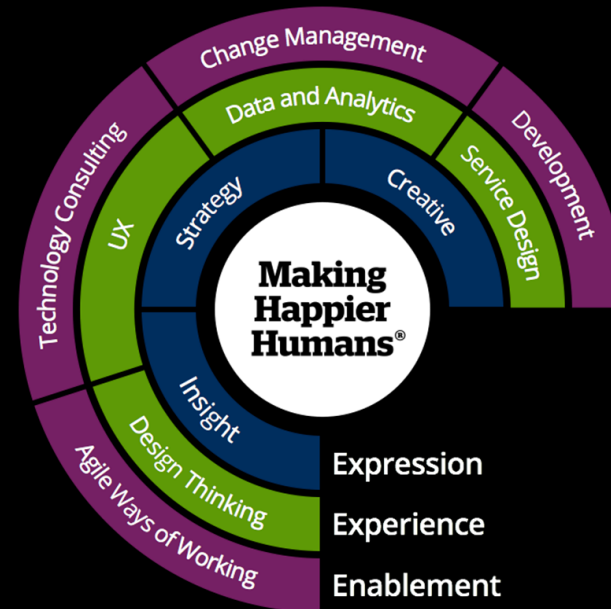 Change Management
Data and Analytics
Development
Service Design
Technology Consulting
UX
Strategy
Creative
Making
Happier
Humans®
Insight
Design Thinking
Agile Ways of Working
Expression
Experience
Enablement